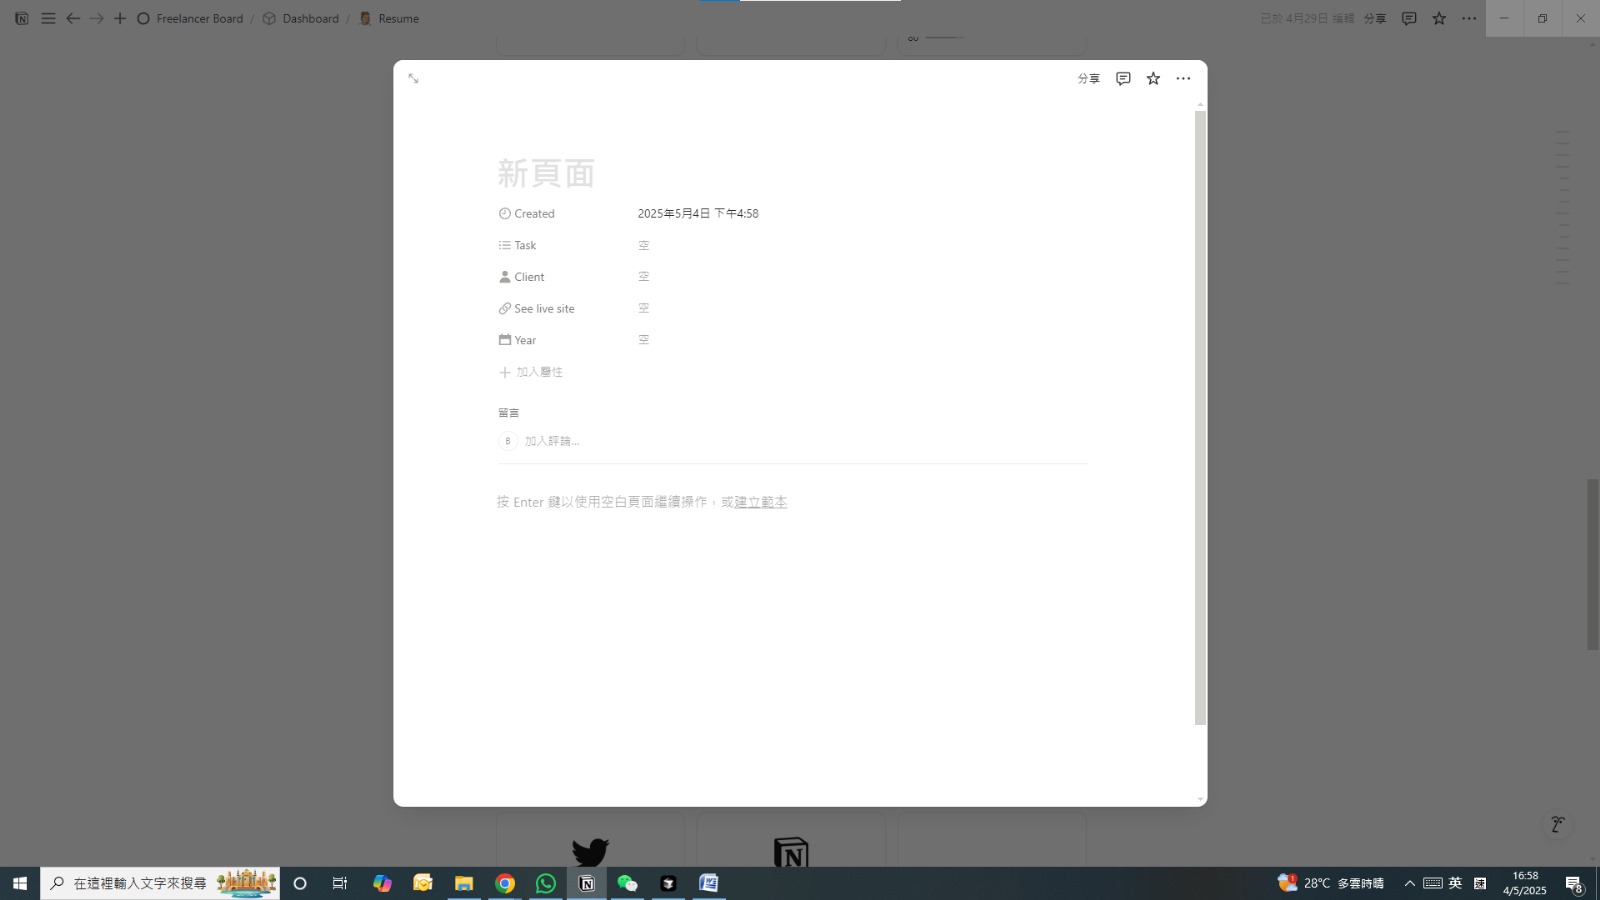 Freelancer Board / Dashboard / Resume
已於 4月29日 編輯 分享
80
分享
新頁面
Created 2025年5月4日 下午4:58
Task 空
Client 空
See live site 空
Year 空
加入屬性
留言
B 加入評論...
按 Enter 鍵以使用空白頁面繼續操作，或建立範本
在這裡輸入文字來搜尋
1 28°C 多雲時晴
英
16:58
4/5/2025
8